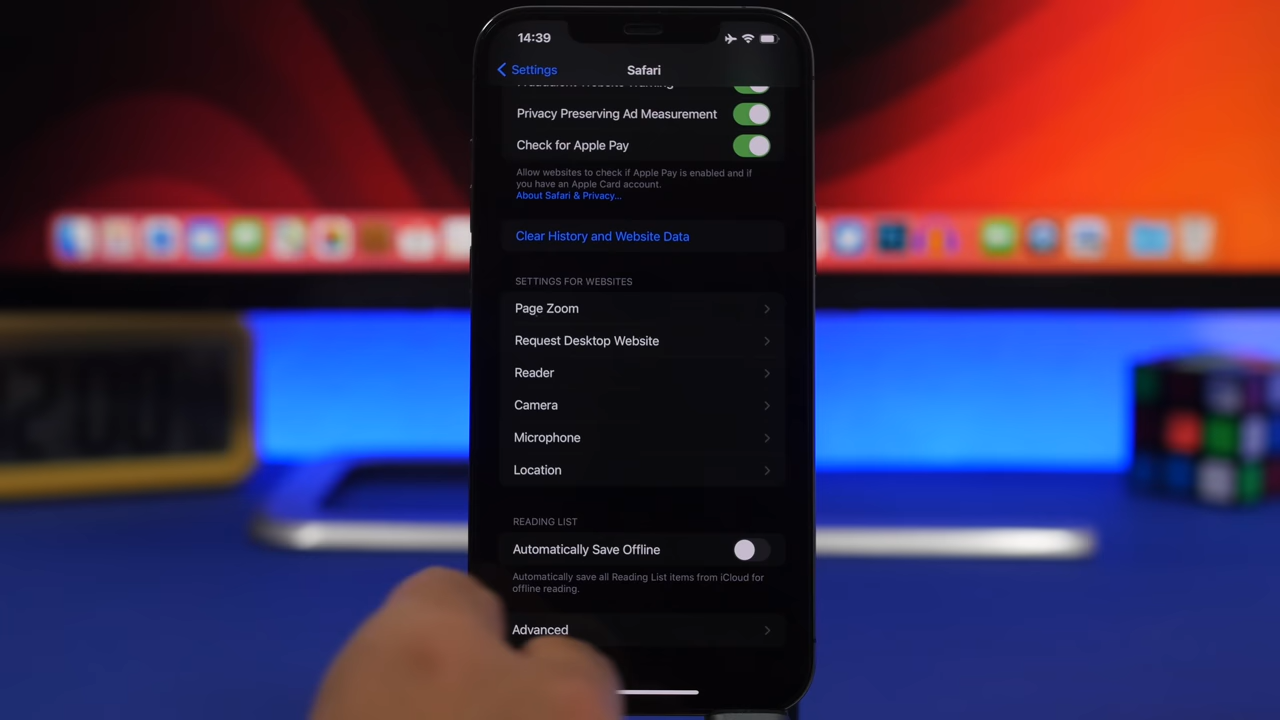 14:39
Settings
Safari
Fraudulent Website Warning
Privacy Preserving Ad Measurement
Check for Apple Pay
Allow websites to check if Apple Pay is enabled and if
you have an Apple Card account.
About Safari & Privacy...
Clear History and Website Data
SETTINGS FOR WEBSITES
Page Zoom
Request Desktop Website
Reader
Camera
Microphone
Location
READING LIST
Automatically Save Offline
Automatically save all Reading List items from iCloud for
offline reading.
Advanced